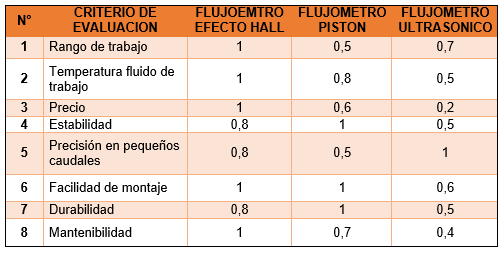 N° CRITERIO DE EVALUACION FLUJOEMTRO EFECTO HALL FLUJOMETRO PISTON FLUJOMETRO ULTRASONICO
1 Rango de trabajo 1 0,5 0,7
2 Temperatura fluido de trabajo 1 0,8 0,5
3 Precio 1 0,6 0,2
4 Estabilidad 0,8 1 0,5
5 Precisión en pequeños caudales 0,8 0,5 1
6 Facilidad de montaje 1 1 0,6
7 Durabilidad 0,8 1 0,5
8 Mantenibilidad 1 0,7 0,4